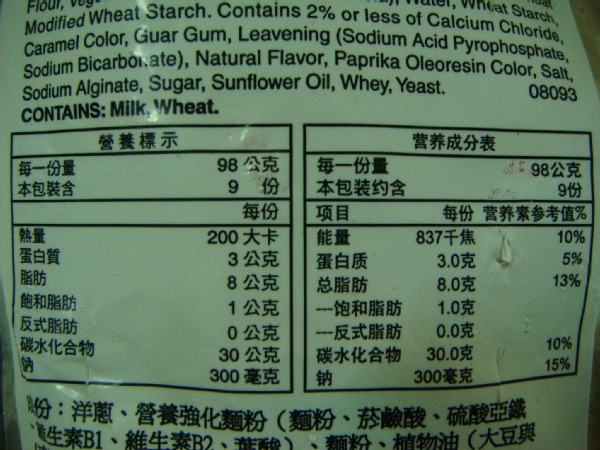 Flour, Water, Wheat Starch,
Modified Wheat Starch. Contains 2% or less of Calcium Chloride,
Caramel Color, Guar Gum, Leavening (Sodium Acid Pyrophosphate,
Sodium Bicarbonate), Natural Flavor, Paprika Oleoresin Color, Salt,
Sodium Alginate, Sugar, Sunflower Oil, Whey, Yeast. 08093
CONTAINS: Milk, Wheat.
營養標示
每一份量 98 公克
本包裝含 9 份
每份
熱量 200 大卡
蛋白質 3 公克
脂肪 8 公克
飽和脂肪 1 公克
反式脂肪 0 公克
碳水化合物 30 公克
鈉 300 毫克
营养成分表
每一份量 98公克
本包装约含 9份
项目 每份 营养素参考值%
能量 837千焦 10%
蛋白质 3.0克 5%
总脂肪 8.0克 13%
---饱和脂肪 1.0克
---反式脂肪 0.0克
碳水化合物 30.0克 10%
钠 300毫克 15%
份：洋蔥、營養強化麵粉（麵粉、菸鹼酸、硫酸亞鐵
維生素B1、維生素B2、葉酸）、麵粉、植物油（大豆與